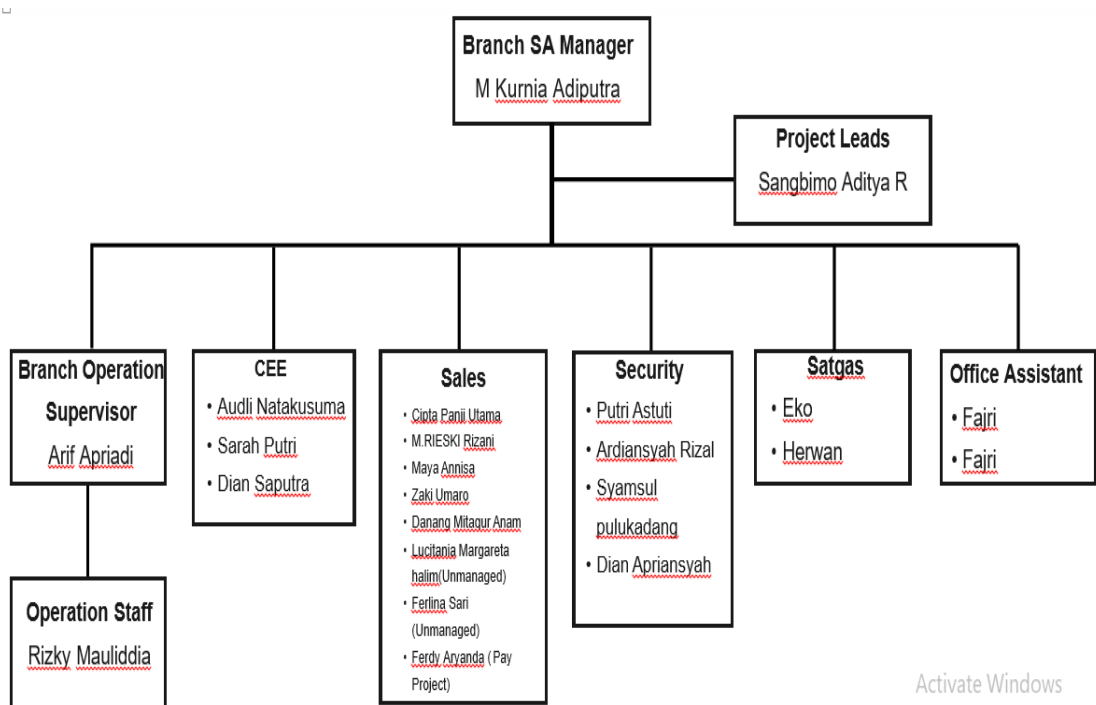 Branch SA Manager
M Kurnia Adiputra
Project Leads
Sangbimo Aditya R
Branch Operation
Supervisor
Arif Apriadi
CEE
• Audli Natakusuma
• Sarah Putri
• Dian Saputra
Sales
• Cipta Panji Utama
• M.RIESKI Rizani
• Maya Annisa
• Zaki Umaro
• Danang Mitaqur Anam
• Lucitania Margareta
halim(Unmanaged)
• Ferlina Sari
(Unmanaged)
• Ferdy Aryanda ( Pay
Project)
Security
• Putri Astuti
• Ardiansyah Rizal
• Syamsul
pulukadang
• Dian Apriansyah
Satgas
• Eko
• Herwan
Office Assistant
• Fajri
• Fajri
Operation Staff
Rizky Mauliddia
Activate Windows